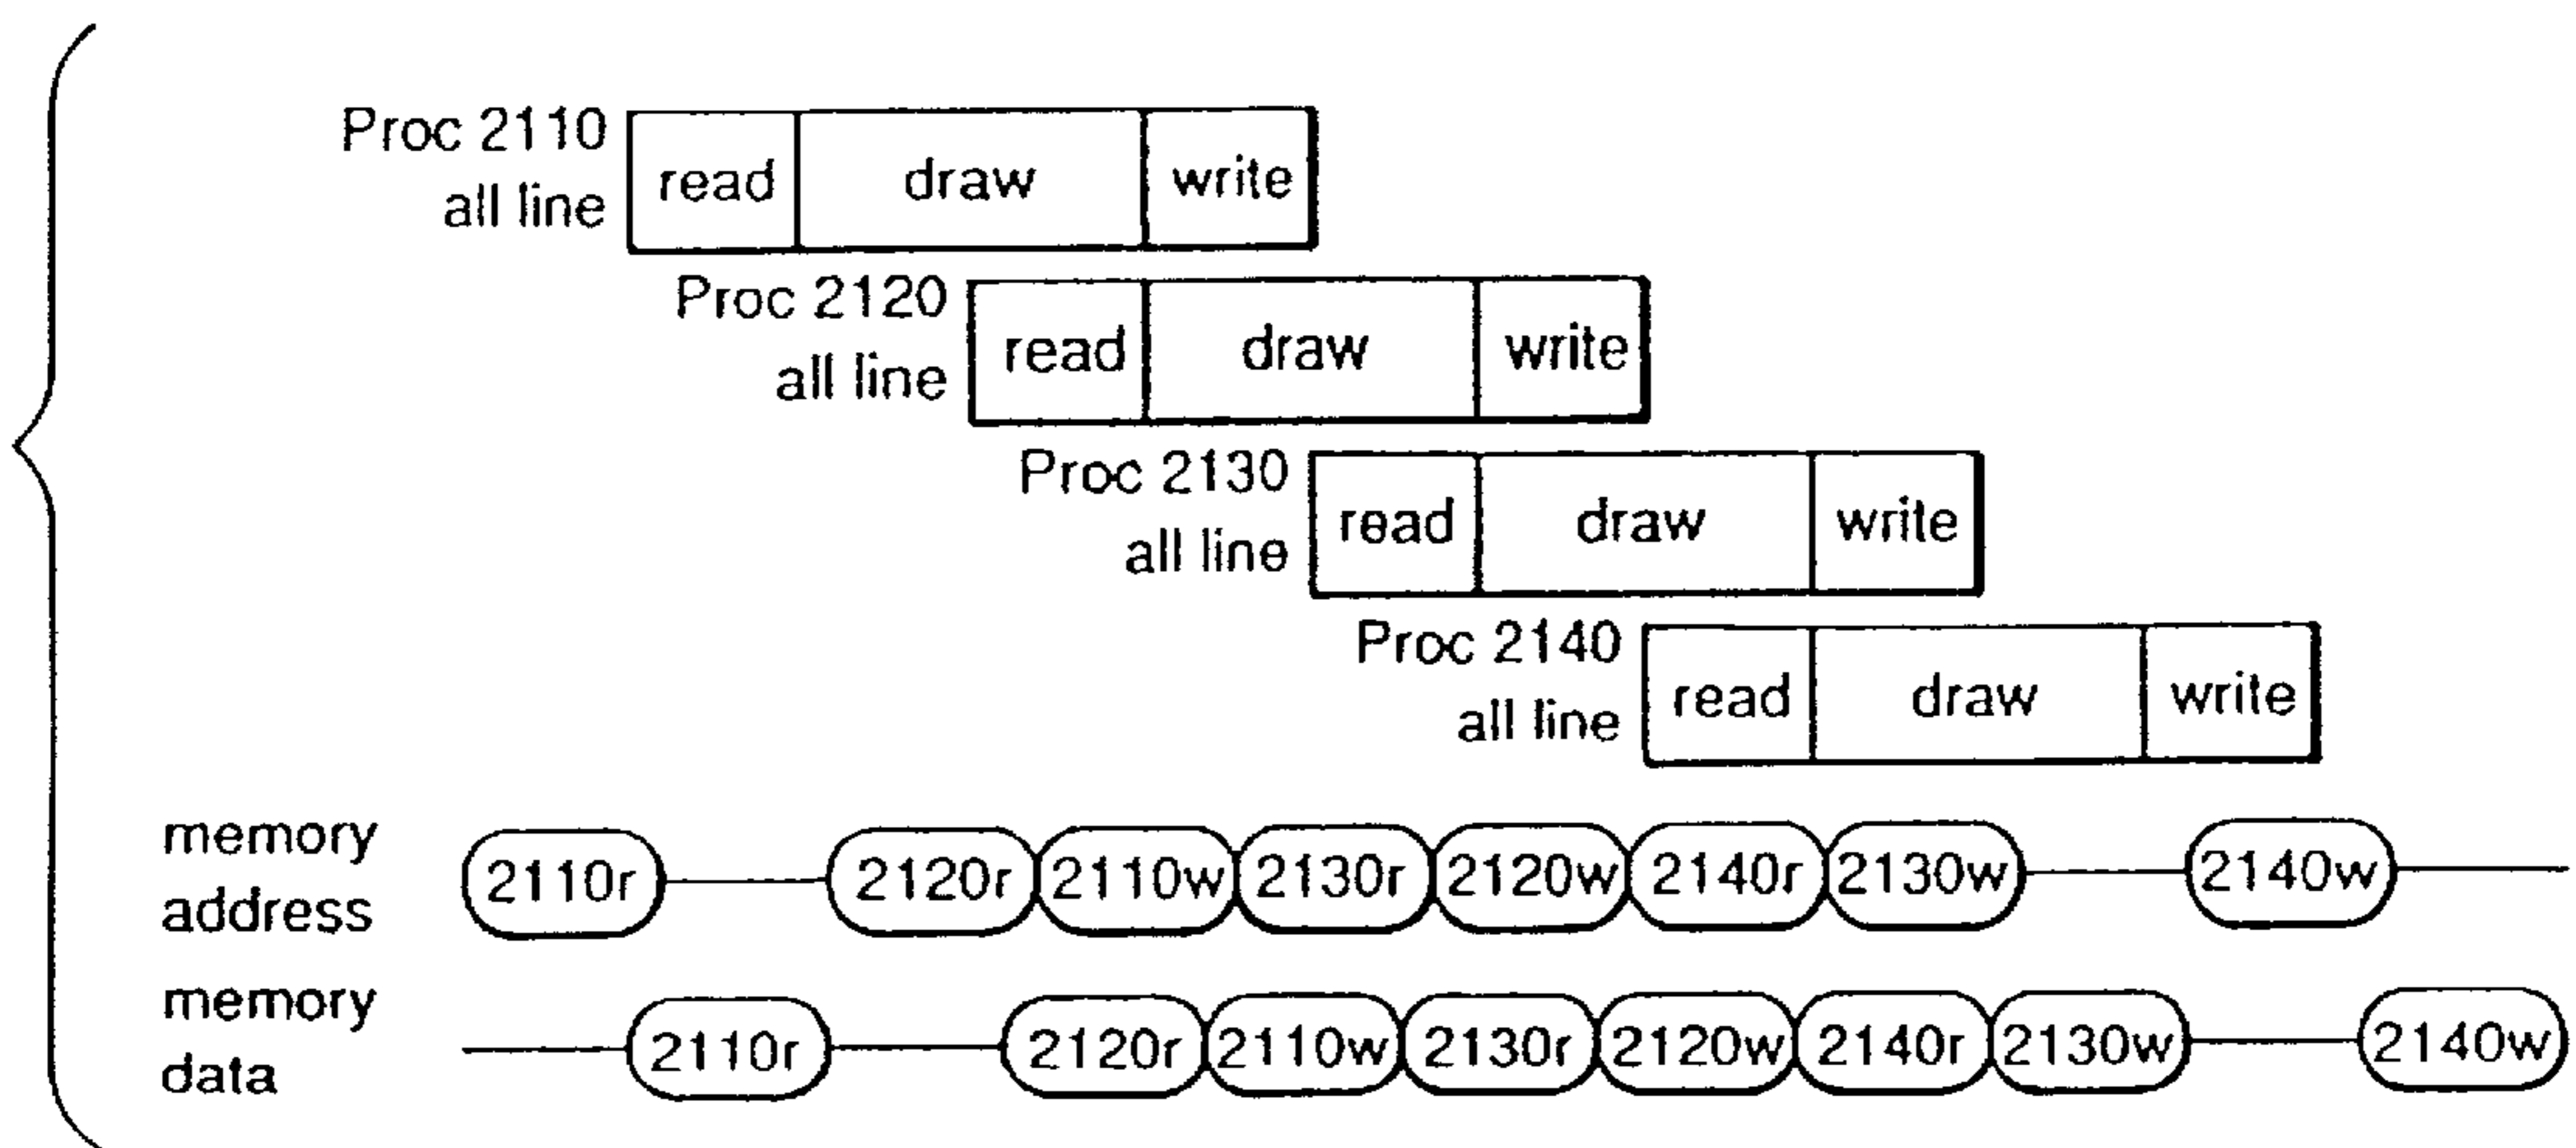 Proc 2110
all line
read draw write
Proc 2120
all line
read draw write
Proc 2130
all line
read draw write
Proc 2140
all line
read draw write
memory
address
2110r 2120r 2110w 2130r 2120w 2140r 2130w 2140w
memory
data
2110r 2120r 2110w 2130r 2120w 2140r 2130w 2140w